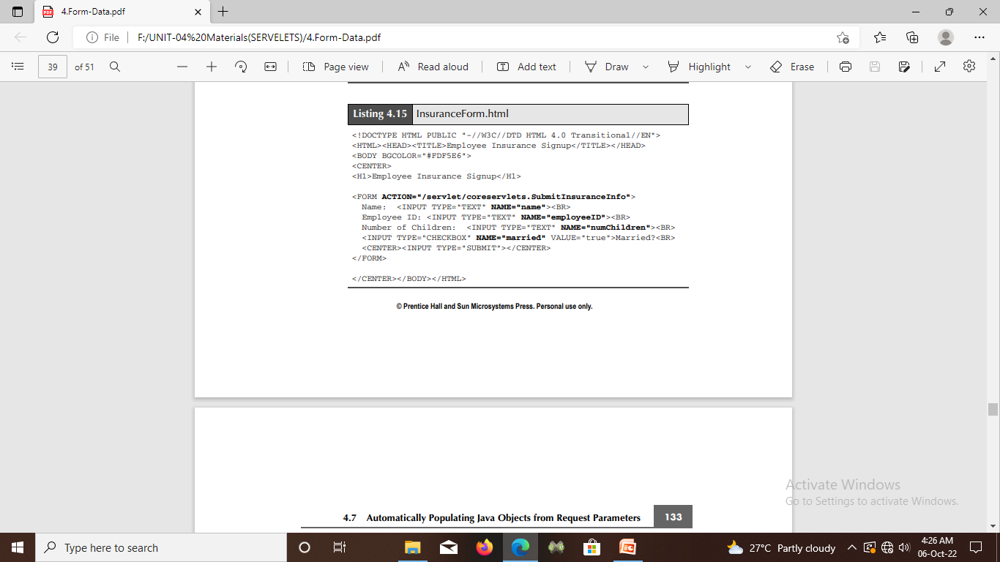 4.Form-Data.pdf
File
F:/UNIT-04%20Materials(SERVELETS)/4.Form-Data.pdf
39 of 51
Page view
Read aloud
Add text
Draw
Highlight
Erase
Listing 4.15 InsuranceForm.html
<!DOCTYPE HTML PUBLIC "-//W3C//DTD HTML 4.0 Transitional//EN">
<HTML><HEAD><TITLE>Employee Insurance Signup</TITLE></HEAD>
<BODY BGCOLOR="#FDF5E6">
<CENTER>
<H1>Employee Insurance Signup</H1>
<FORM ACTION="/servlet/coreservlets.SubmitInsuranceInfo">
Name: <INPUT TYPE="TEXT" NAME="name"><BR>
Employee ID: <INPUT TYPE="TEXT" NAME="employeeID"><BR>
Number of Children: <INPUT TYPE="TEXT" NAME="numChildren"><BR>
<INPUT TYPE="CHECKBOX" NAME="married" VALUE="true">Married?<BR>
<CENTER><INPUT TYPE="SUBMIT"></CENTER>
</FORM>
</CENTER></BODY></HTML>
© Prentice Hall and Sun Microsystems Press. Personal use only.
Activate Windows
Go to Settings to activate Windows.
4.7 Automatically Populating Java Objects from Request Parameters 133
Type here to search
27°C Partly cloudy
4:26 AM
06-Oct-22